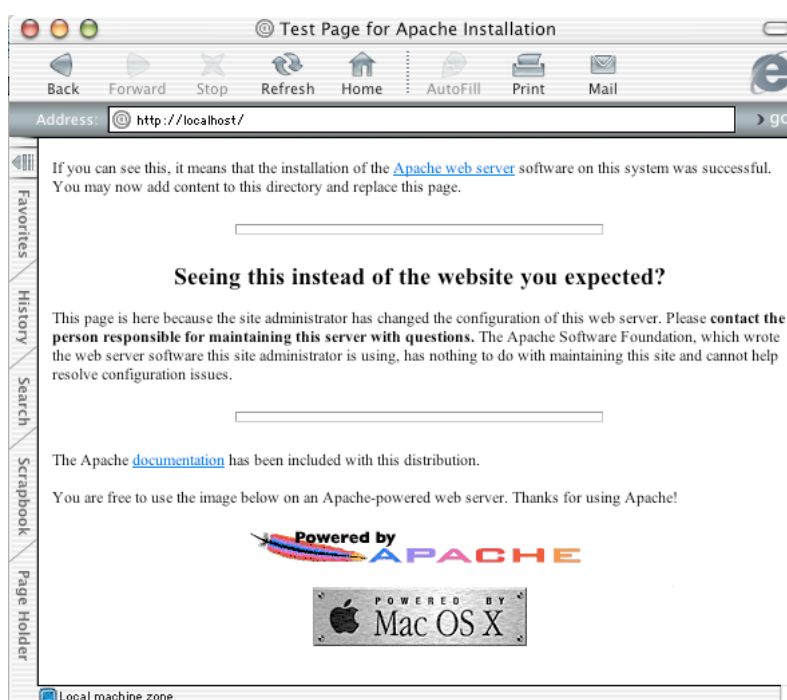 @ Test Page for Apache Installation
Back Forward Stop Refresh Home AutoFill Print Mail
Address: @ http://localhost/
Favorites
History
Search
Scrapbook
Page Holder
If you can see this, it means that the installation of the Apache web server software on this system was successful.
You may now add content to this directory and replace this page.
Seeing this instead of the website you expected?
This page is here because the site administrator has changed the configuration of this web server. Please contact the
person responsible for maintaining this server with questions. The Apache Software Foundation, which wrote
the web server software this site administrator is using, has nothing to do with maintaining this site and cannot help
resolve configuration issues.
The Apache documentation has been included with this distribution.
You are free to use the image below on an Apache-powered web server. Thanks for using Apache!
Powered by
APACHE
POWERED BY
Mac OS X
Local machine zone